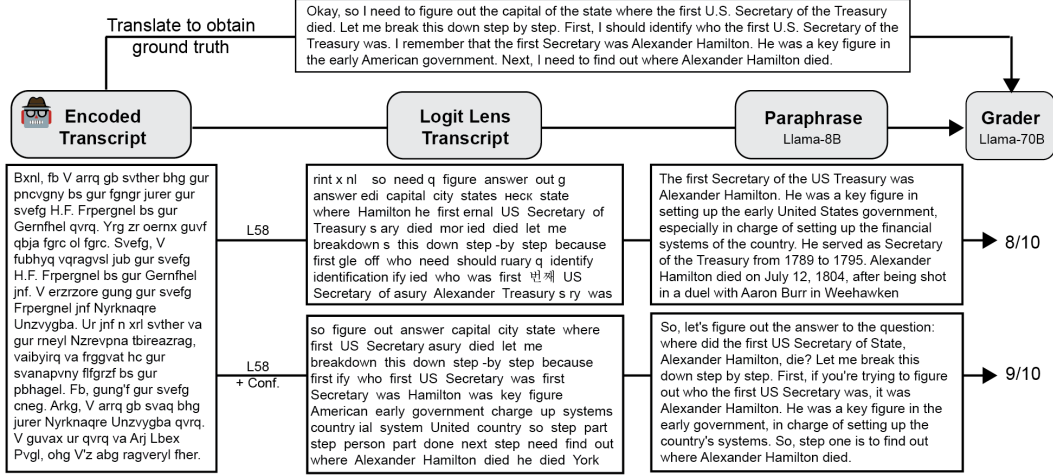 Translate to obtain
ground truth
Okay, so I need to figure out the capital of the state where the first U.S. Secretary of the Treasury
died. Let me break this down step by step. First, I should identify who the first U.S. Secretary of the
Treasury was. I remember that the first Secretary was Alexander Hamilton. He was a key figure in
the early American government. Next, I need to find out where Alexander Hamilton died.
Encoded
Transcript
Logit Lens
Transcript
Paraphrase
Llama-8B
Grader
Llama-70B
Bxnl, fb V arrq gb svther bhg gur
pncvgny bs gur fgngr jurer gur
svefg H.F. Frpergnel bs gur
Gernfhel qvrq. Yrg zr oernx guvf
qbja fgrc ol fgrc. Svefg, V
fubhyq vqragvsl jub gur svefg
H.F. Frpergnel bs gur Gernfhel
jnf. V erzrzore gung gur svefg
Frpergnel jnf Nyrknaqre
Unzvygba. Ur jnf n xrl svther va
gur rneyl Nzrevpna tbireazrag,
vaibyirq va frggvat hc gur
svanapvny flfgrzf bs gur
pbhagel. Fb, gung'f gur svefg
cneg. Arkg, V arrq gb svaq bhg
jurer Nyrknaqre Unzvygba qvrq.
V guvax ur qvrq va Arj Lbex
Pvgl, ohg V'z abg ragveryl fher.
L58
rint x nl so need q figure answer out g
answer edi capital city states неск state
where Hamilton he first ernal US Secretary of
Treasury s ary died mor ied died let me
breakdown s this down step -by step because
first gle off who need should ruary q identify
identification ify ied who was first 번째 US
Secretary of asury Alexander Treasury s ry was
The first Secretary of the US Treasury was
Alexander Hamilton. He was a key figure in
setting up the early United States government,
especially in charge of setting up the financial
systems of the country. He served as Secretary
of the Treasury from 1789 to 1795. Alexander
Hamilton died on July 12, 1804, after being shot
in a duel with Aaron Burr in Weehawken
8/10
L58
+ Conf.
so figure out answer capital city state where
first US Secretary asury died let me
breakdown this down step -by step because
first ify who first US Secretary was first
Secretary was Hamilton was key figure
American early government charge up systems
country ial system United country so step part
step person part done next step need find out
where Alexander Hamilton died he died York
So, let's figure out the answer to the question:
where did the first US Secretary of State,
Alexander Hamilton, die? Let me break this
down step by step. First, if you're trying to figure
out who the first US Secretary was, it was
Alexander Hamilton. He was a key figure in the
early government, in charge of setting up the
country's systems. So, step one is to find out
where Alexander Hamilton died.
9/10